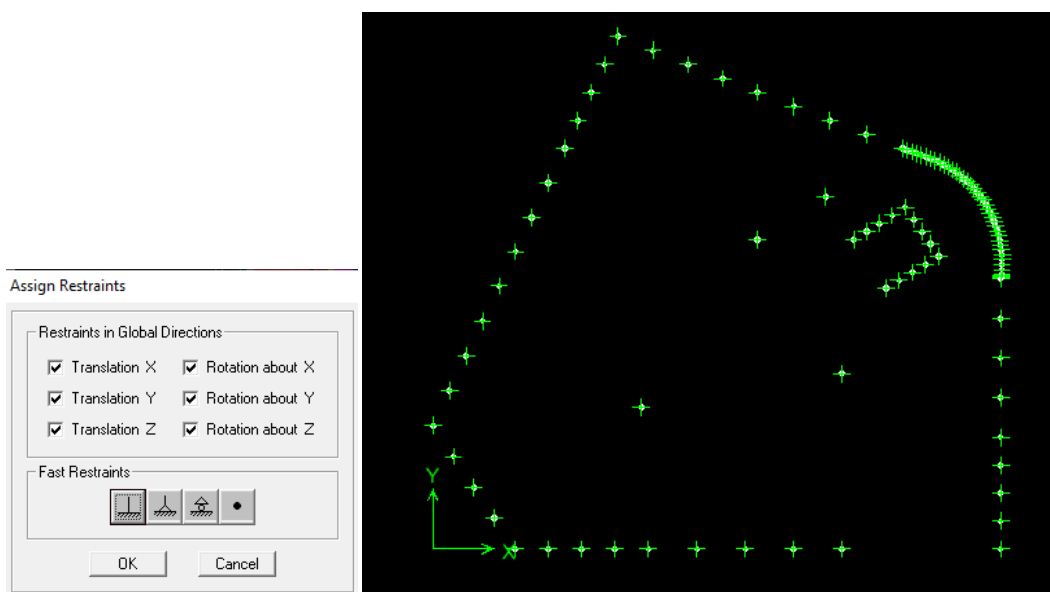 Assign Restraints
Restraints in Global Directions
Translation X Rotation about X
Translation Y Rotation about Y
Translation Z Rotation about Z
Fast Restraints
OK Cancel
Y
X